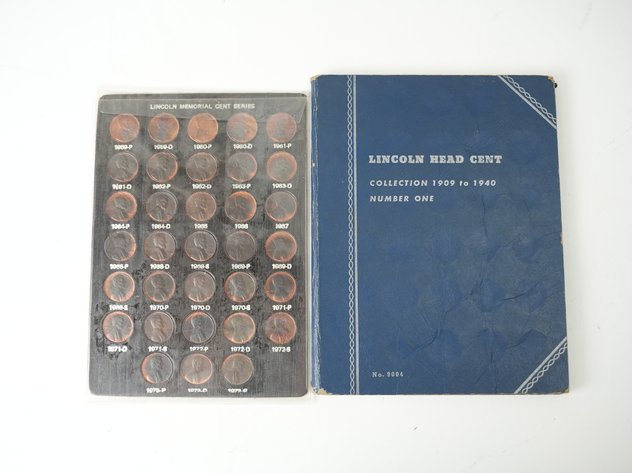 LINCOLN MEMORIAL CENT SERIES
1959-P 1959-D 1960-P 1960-D 1961-P
1961-D 1962-P 1962-D 1963-P 1963-D
1964-P 1964-D 1965 1966 1967
1968-P 1968-D 1968-S 1969-P 1969-D
1969-S 1970-P 1970-D 1970-S 1971-P
1971-D 1971-S 1972-P 1972-D 1972-S
1973-P 1973-D 1973-S
LINCOLN HEAD CENT
COLLECTION 1909 to 1940
NUMBER ONE
No. 9004